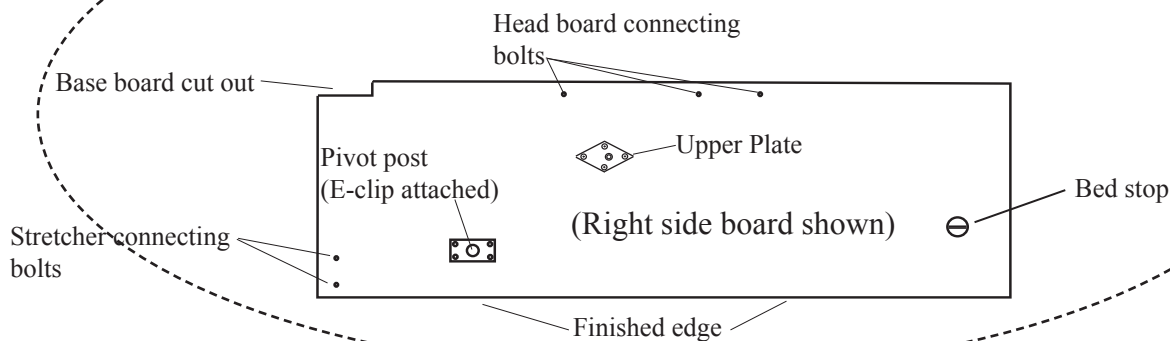 Head board connecting
bolts
Base board cut out
Upper Plate
Pivot post
(E-clip attached)
(Right side board shown)
Bed stop
Stretcher connecting
bolts
Finished edge